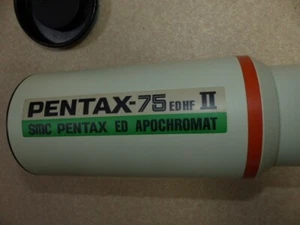 PENTAX-75 EDHF II
SMC PENTAX ED APOCHROMAT